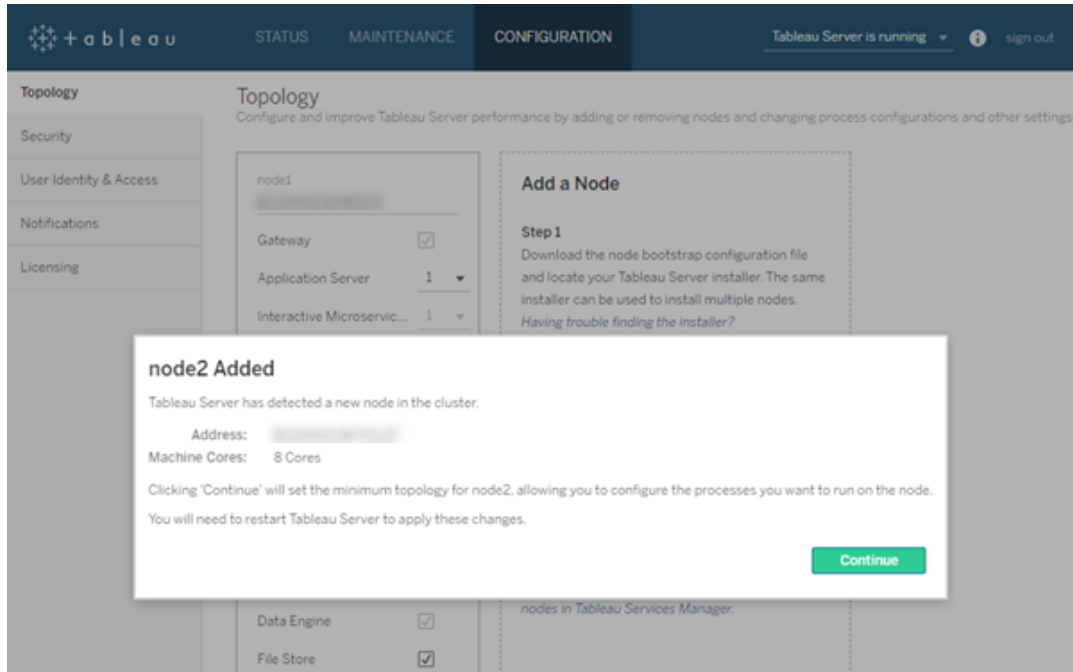 +ableau
STATUS
MAINTENANCE
CONFIGURATION
Tableau Server is running
sign out
Topology
Security
User Identity & Access
Notifications
Licensing
Topology
Configure and improve Tableau Server performance by adding or removing nodes and changing process configurations and other settings
node1
Gateway
Application Server 1
Interactive Microservic... 1
Add a Node
Step 1
Download the node bootstrap configuration file
and locate your Tableau Server installer. The same
installer can be used to install multiple nodes.
Having trouble finding the installer?
node2 Added
Tableau Server has detected a new node in the cluster.
Address:
Machine Cores: 8 Cores
Clicking 'Continue' will set the minimum topology for node2, allowing you to configure the processes you want to run on the node.
You will need to restart Tableau Server to apply these changes.
Continue
nodes in Tableau Services Manager.
Data Engine
File Store